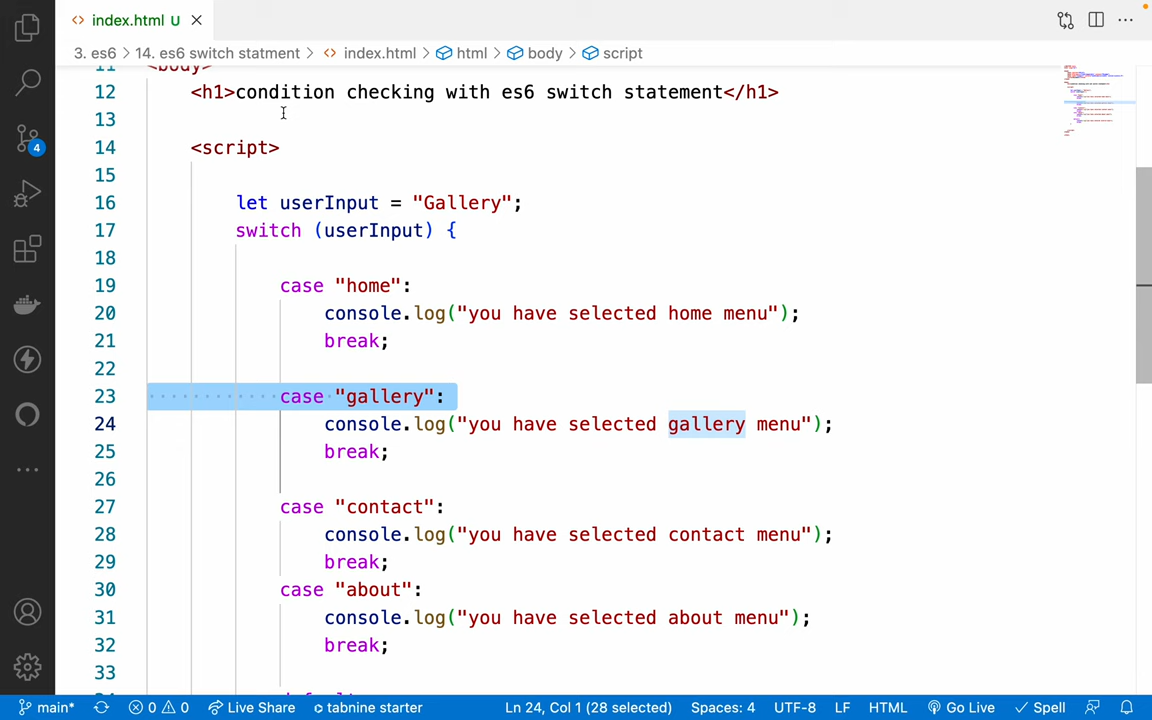 index.html U
3. es6 > 14. es6 switch statment > index.html > html > body > script
11 <body>
12 <h1>condition checking with es6 switch statement</h1>
13
14 <script>
15
16 let userInput = "Gallery";
17 switch (userInput) {
18
19 case "home":
20 console.log("you have selected home menu");
21 break;
22
23 case "gallery":
24 console.log("you have selected gallery menu");
25 break;
26
27 case "contact":
28 console.log("you have selected contact menu");
29 break;
30 case "about":
31 console.log("you have selected about menu");
32 break;
33
4
main* 0 0 Live Share tabnine starter Ln 24, Col 1 (28 selected) Spaces: 4 UTF-8 LF HTML Go Live Spell